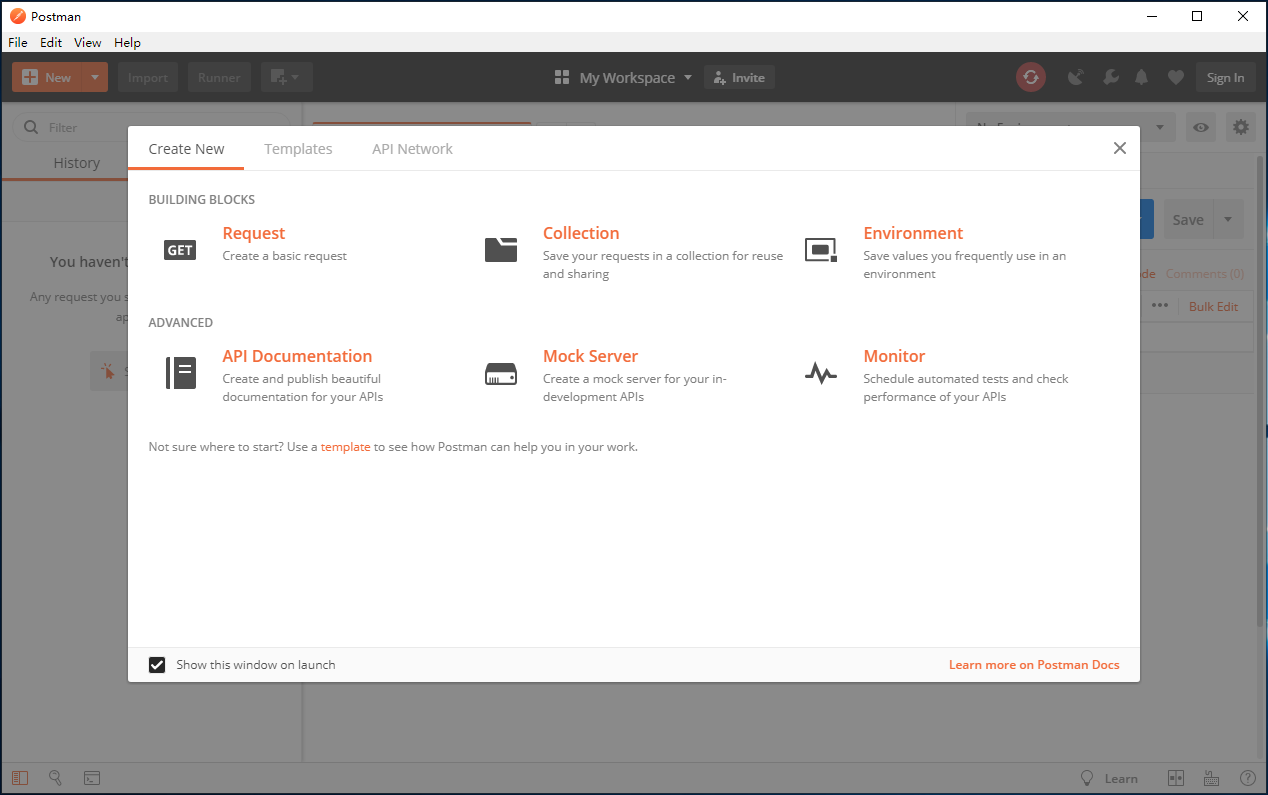 Postman
File Edit View Help
New Import Runner My Workspace Invite Sign In
Filter
History
You haven't
Any request you s
ap
S
Save
de Comments (0)
••• Bulk Edit
Create New Templates API Network
BUILDING BLOCKS
GET
Request
Create a basic request
Collection
Save your requests in a collection for reuse
and sharing
Environment
Save values you frequently use in an
environment
ADVANCED
API Documentation
Create and publish beautiful
documentation for your APIs
Mock Server
Create a mock server for your in-
development APIs
Monitor
Schedule automated tests and check
performance of your APIs
Not sure where to start? Use a template to see how Postman can help you in your work.
Show this window on launch
Learn more on Postman Docs
Learn